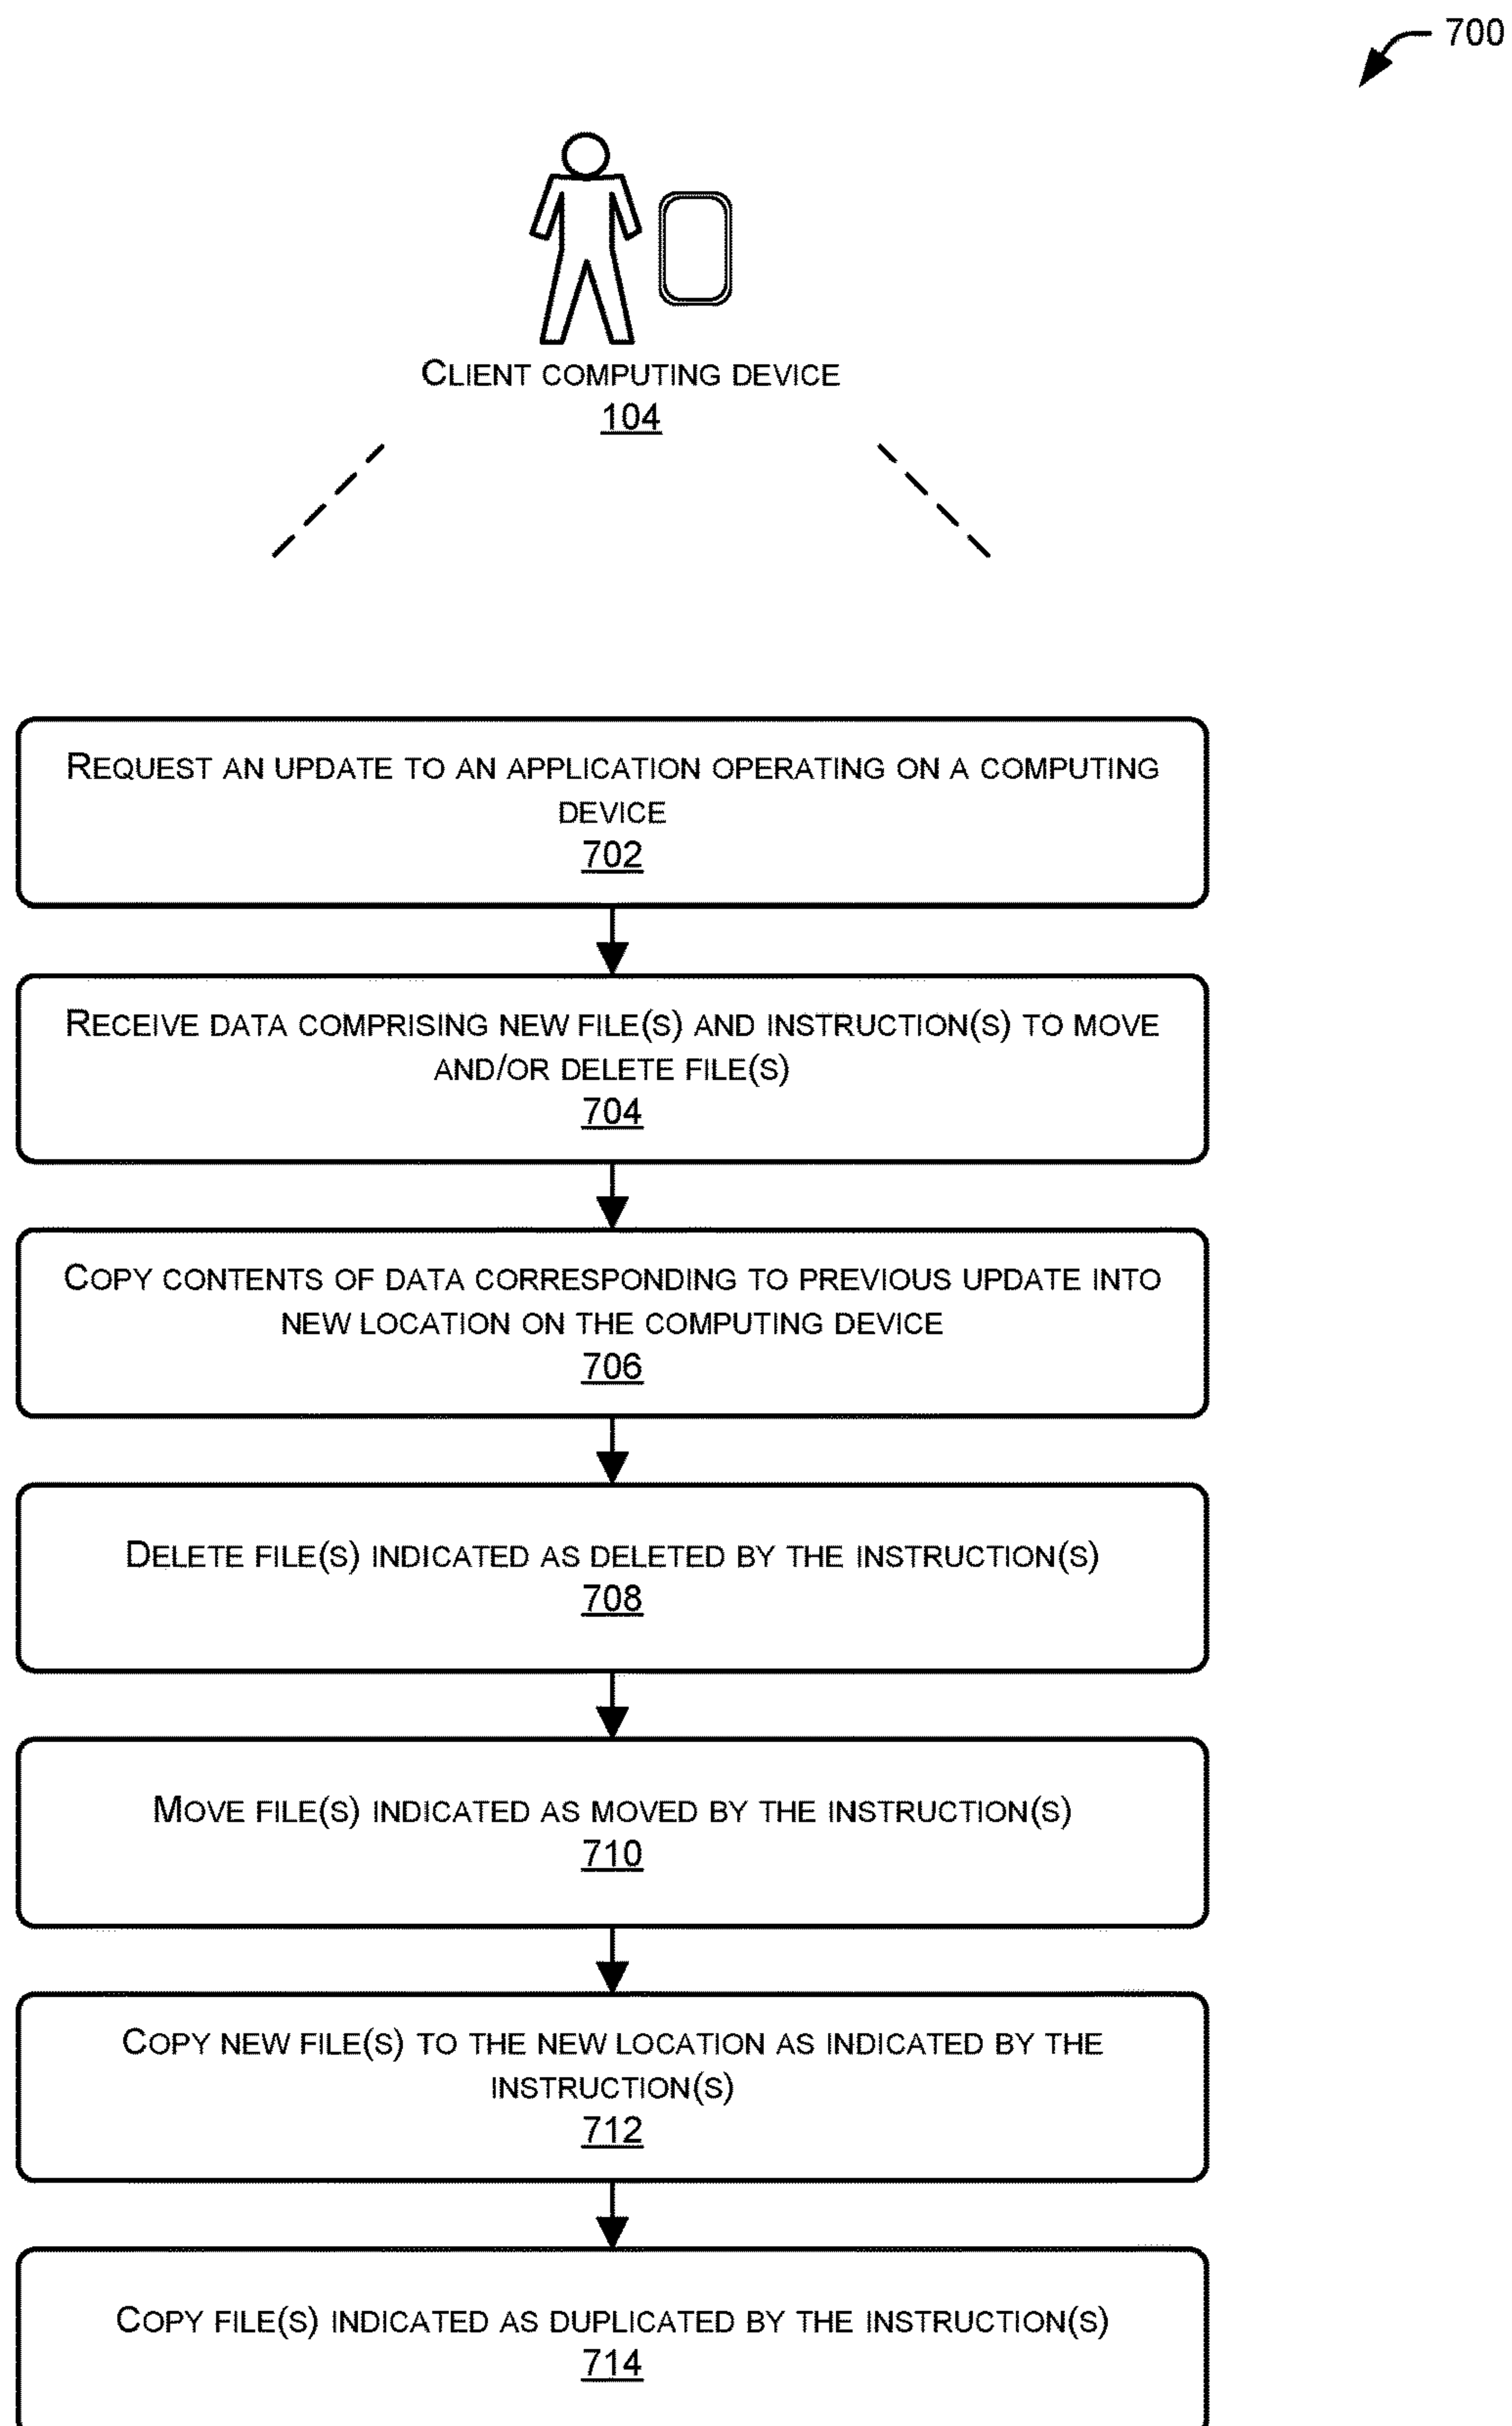 700
CLIENT COMPUTING DEVICE
104
REQUEST AN UPDATE TO AN APPLICATION OPERATING ON A COMPUTING
DEVICE
702
RECEIVE DATA COMPRISING NEW FILE(S) AND INSTRUCTION(S) TO MOVE
AND/OR DELETE FILE(S)
704
COPY CONTENTS OF DATA CORRESPONDING TO PREVIOUS UPDATE INTO
NEW LOCATION ON THE COMPUTING DEVICE
706
DELETE FILE(S) INDICATED AS DELETED BY THE INSTRUCTION(S)
708
MOVE FILE(S) INDICATED AS MOVED BY THE INSTRUCTION(S)
710
COPY NEW FILE(S) TO THE NEW LOCATION AS INDICATED BY THE
INSTRUCTION(S)
712
COPY FILE(S) INDICATED AS DUPLICATED BY THE INSTRUCTION(S)
714